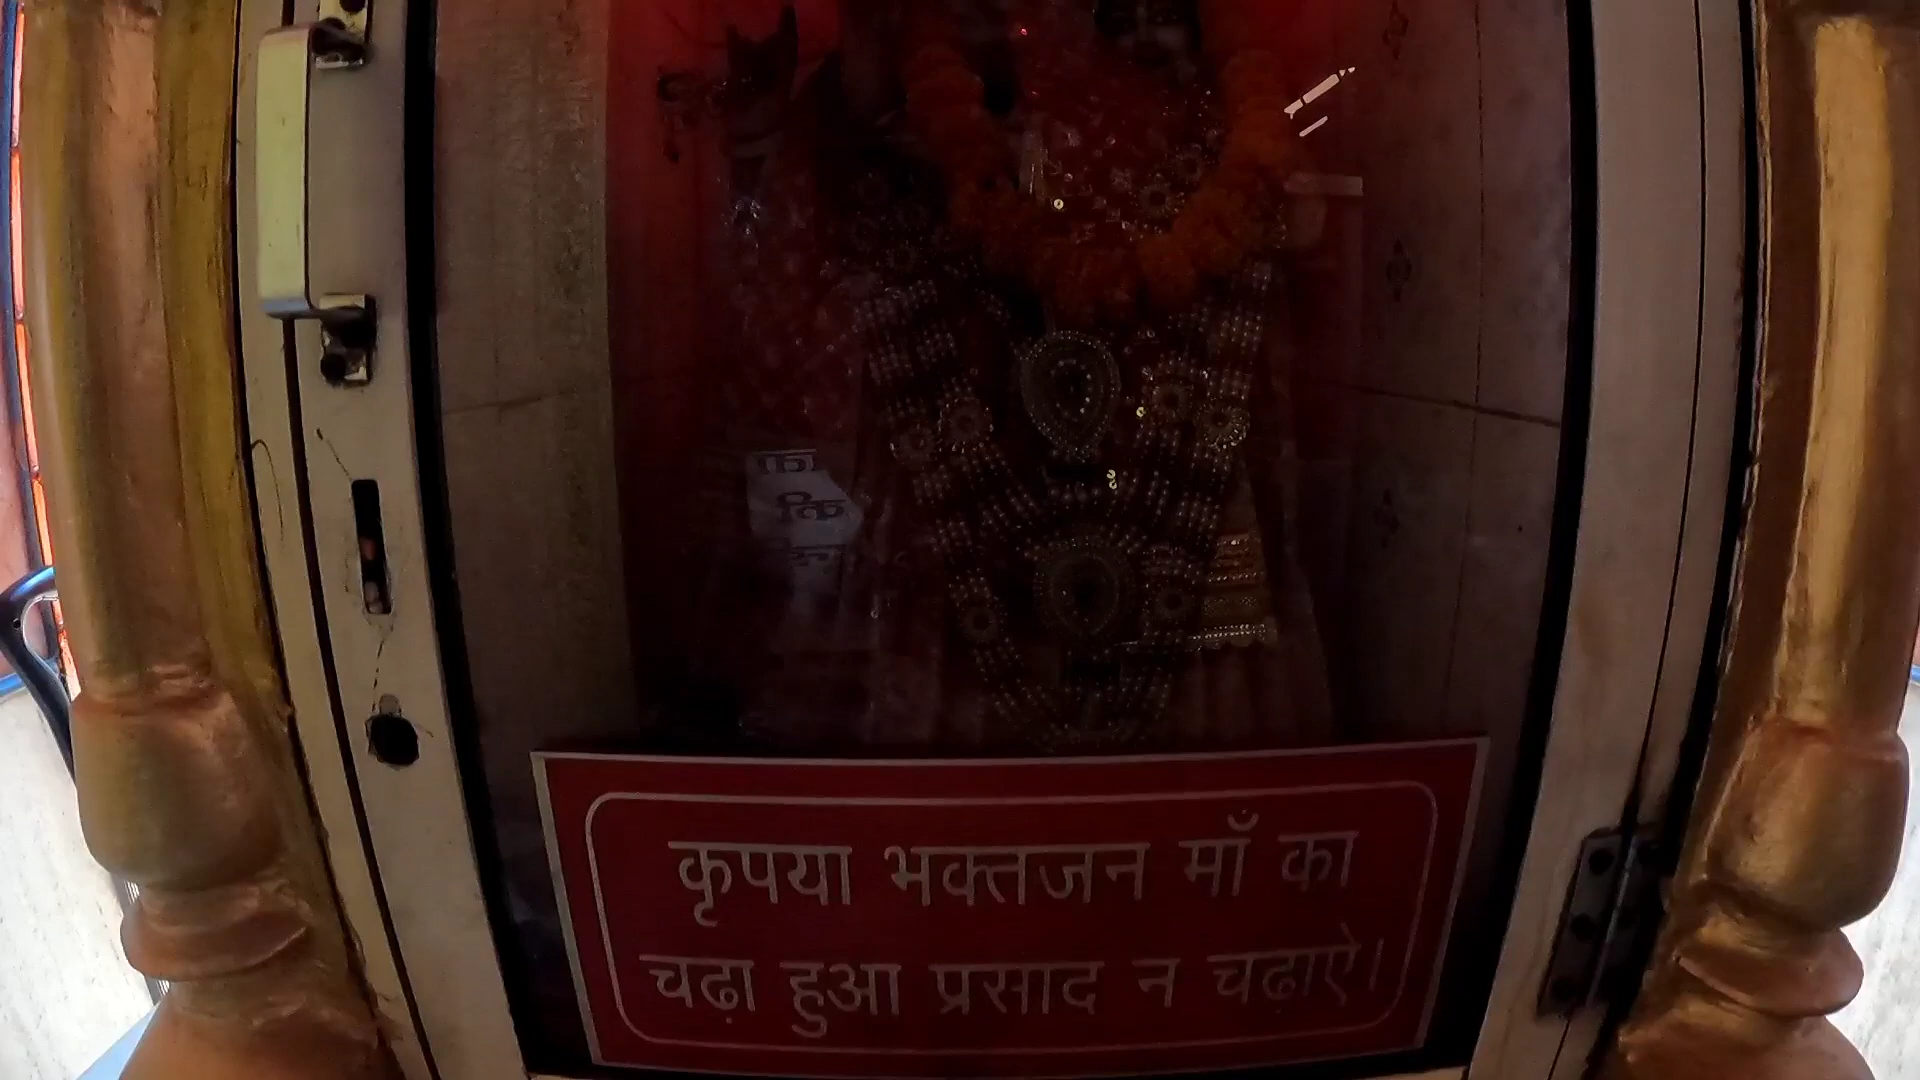 का
कि
कृपया भक्तजन माँ का
चढ़ा हुआ प्रसाद न चढ़ाऐ।